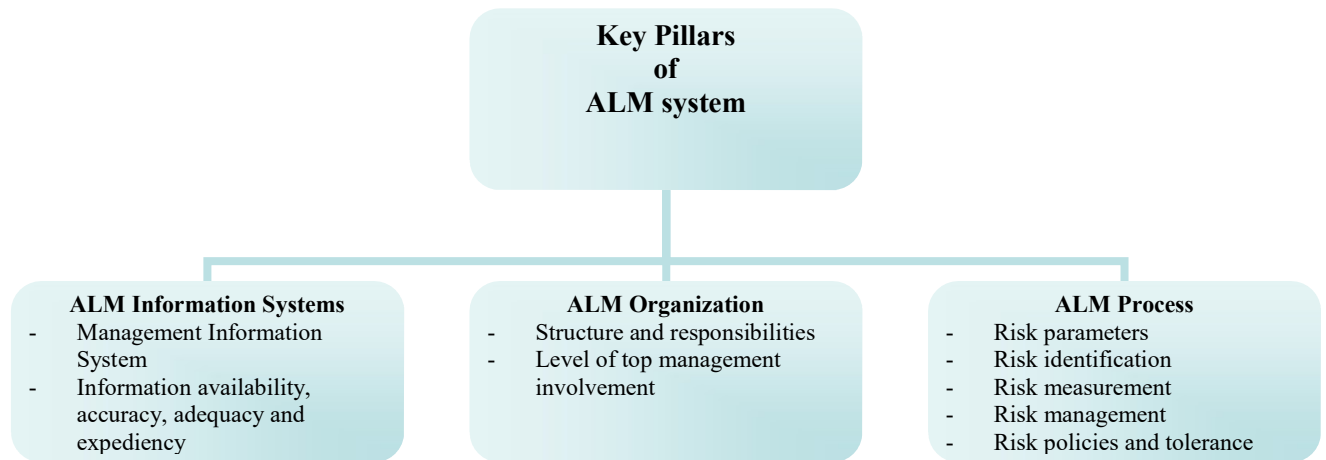 Key Pillars
of
ALM system
ALM Information Systems
- Management Information
System
- Information availability,
accuracy, adequacy and
expediency
ALM Organization
- Structure and responsibilities
- Level of top management
involvement
ALM Process
- Risk parameters
- Risk identification
- Risk measurement
- Risk management
- Risk policies and tolerance